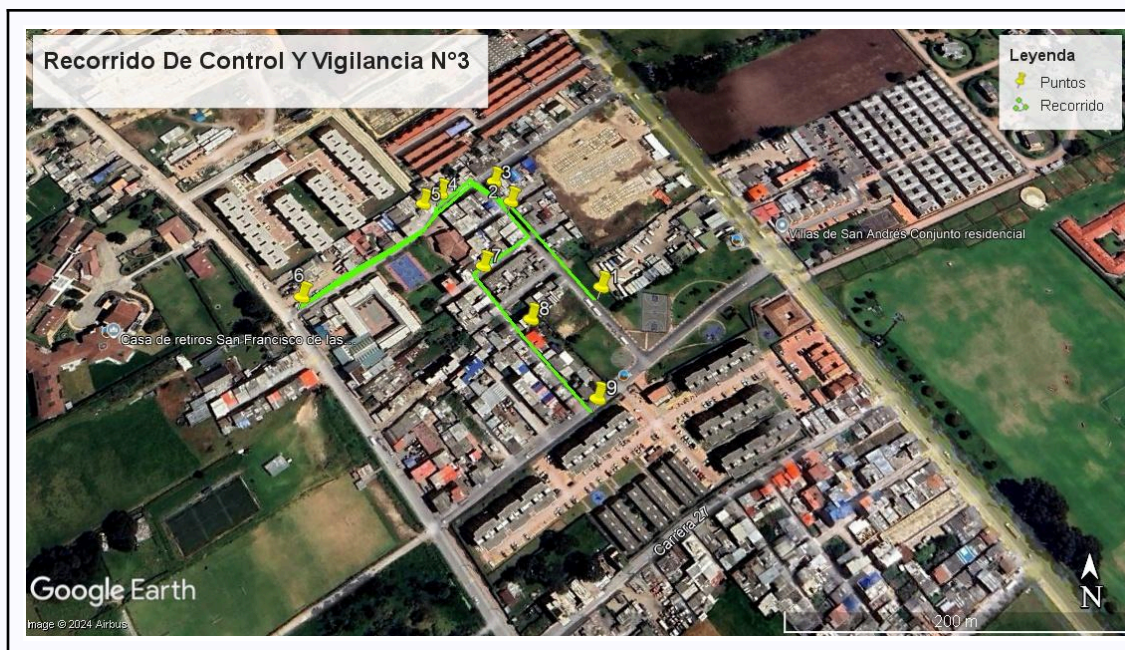 Recorrido De Control Y Vigilancia N°3
Leyenda
Puntos
Recorrido
3
4
2
5
Villas de San Andrés Conjunto residencial
7
1
6
8
Casa de retiros San Francisco de las ...
9
Carrera 27
Google Earth
N
Image © 2024 Airbus
200 m